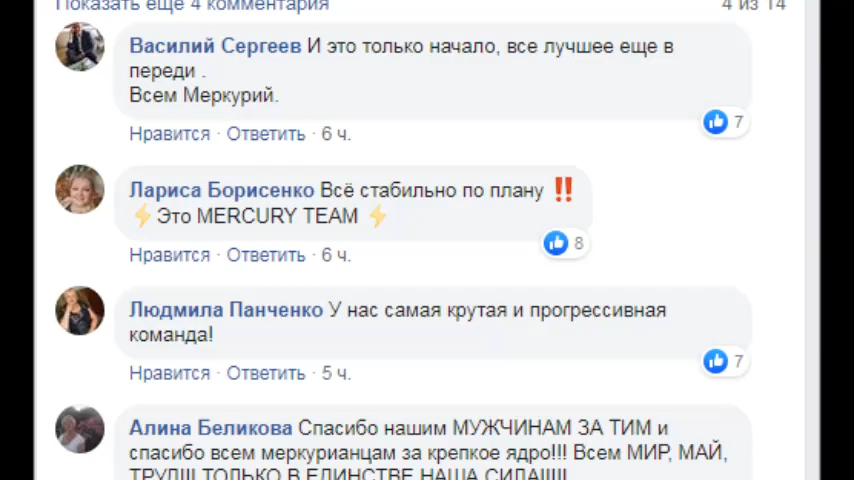 Показать ещё 4 комментария
4 из 14
Василий Сергеев И это только начало, все лучшее еще в
переди .
Всем Меркурий.
7
Нравится · Ответить · 6 ч.
Лариса Борисенко Всё стабильно по плану ‼️
⚡Это MERCURY TEAM ⚡
8
Нравится · Ответить · 6 ч.
Людмила Панченко У нас самая крутая и прогрессивная
команда!
7
Нравится · Ответить · 5 ч.
Алина Беликова Спасибо нашим МУЖЧИНАМ ЗА ТИМ и
спасибо всем меркурианцам за крепкое ядро!!! Всем МИР, МАЙ,
ТРУД!!! ТОЛЬКО В ЕДИНСТВЕ НАША СИЛА!!!!!